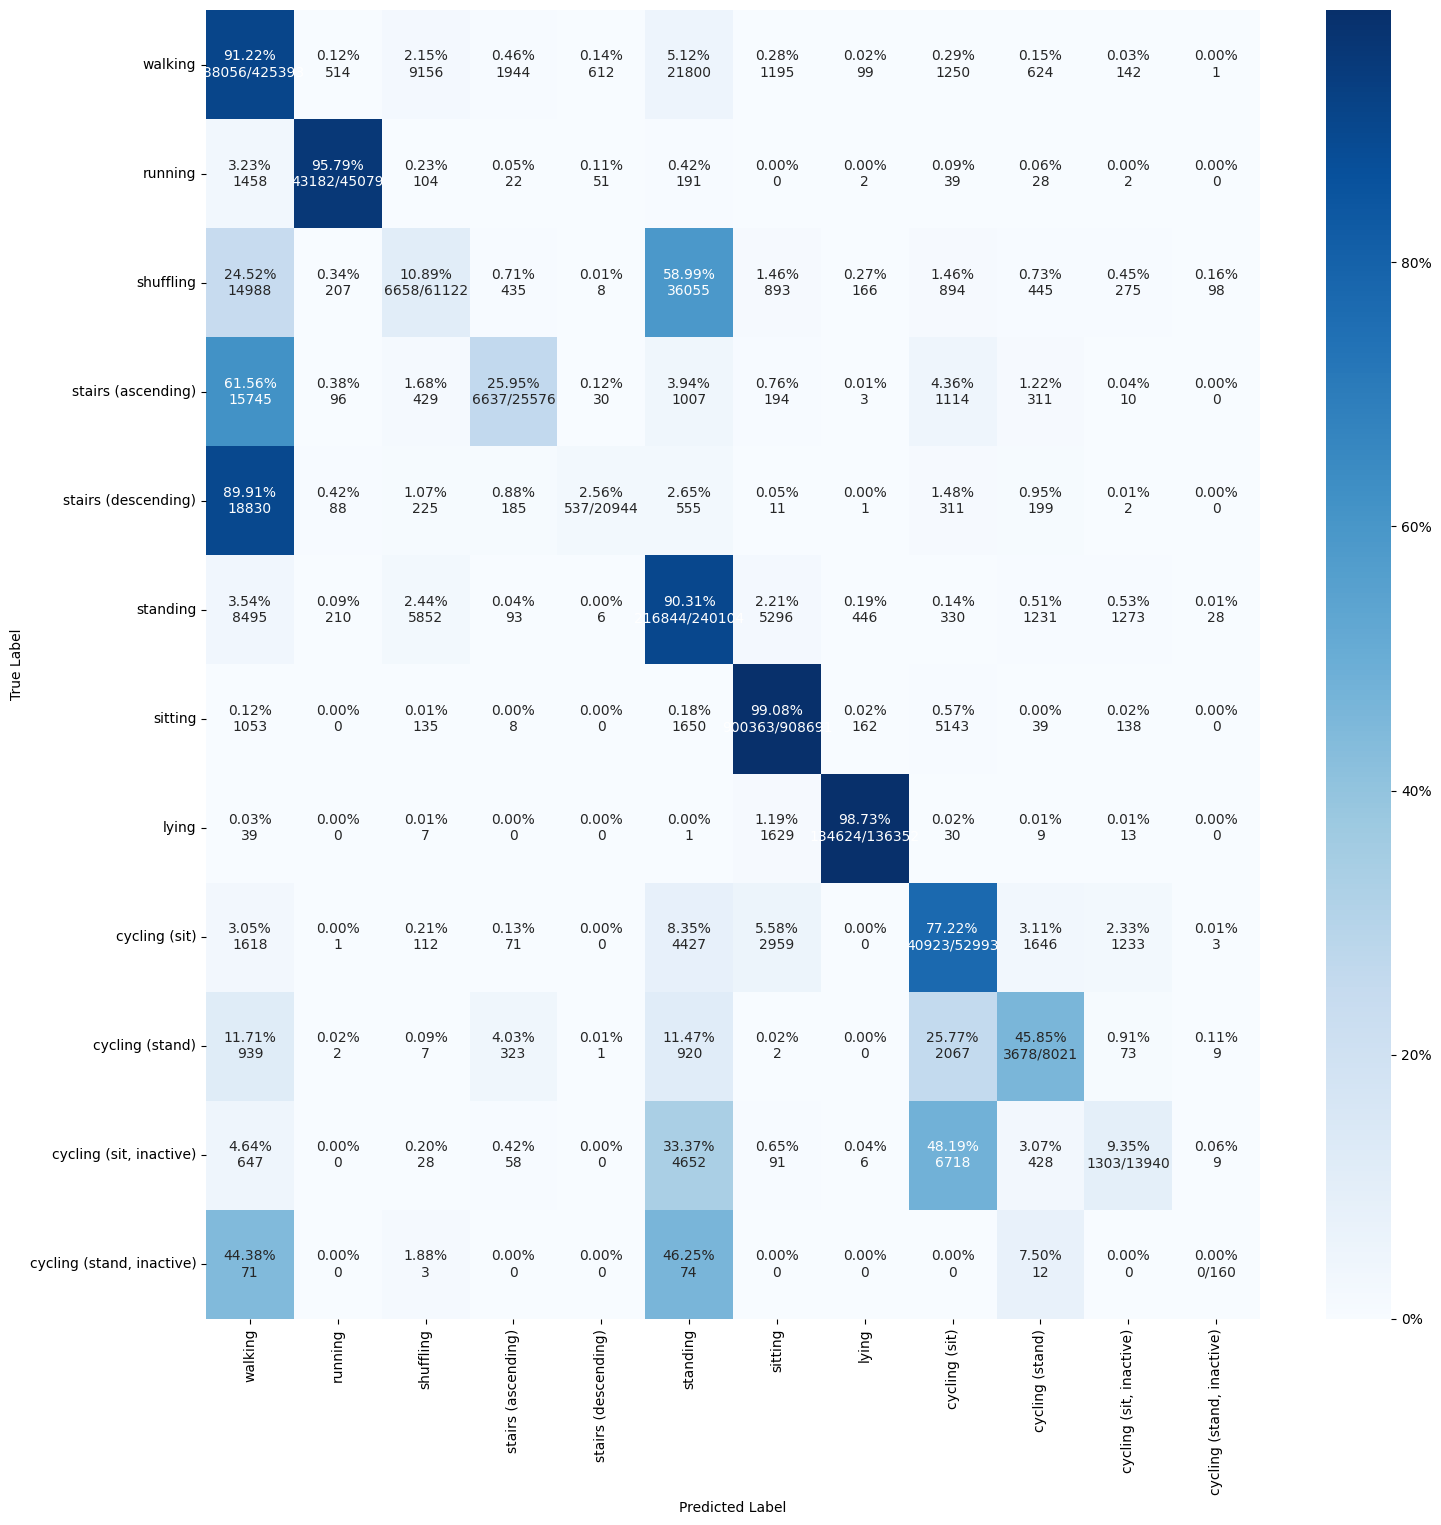 91.22% 0.12% 2.15% 0.46% 0.14% 5.12% 0.28% 0.02% 0.29% 0.15% 0.03% 0.00%
walking
38056/42539 514 9156 1944 612 21800 1195 99 1250 624 142 1
3.23% 95.79% 0.23% 0.05% 0.11% 0.42% 0.00% 0.00% 0.09% 0.06% 0.00% 0.00%
running
1458 43182/45079 104 22 51 191 0 2 39 28 2 0
24.52% 0.34% 10.89% 0.71% 0.01% 58.99% 1.46% 0.27% 1.46% 0.73% 0.45% 0.16%
shuffling
14988 207 6658/61122 435 8 36055 893 166 894 445 275 98
61.56% 0.38% 1.68% 25.95% 0.12% 3.94% 0.76% 0.01% 4.36% 1.22% 0.04% 0.00%
stairs (ascending)
15745 96 429 6637/25576 30 1007 194 3 1114 311 10 0
89.91% 0.42% 1.07% 0.88% 2.56% 2.65% 0.05% 0.00% 1.48% 0.95% 0.01% 0.00%
stairs (descending)
18830 88 225 185 537/20944 555 11 1 311 199 2 0
3.54% 0.09% 2.44% 0.04% 0.00% 90.31% 2.21% 0.19% 0.14% 0.51% 0.53% 0.01%
standing
8495 210 5852 93 6 16844/24010 5296 446 330 1231 1273 28
0.12% 0.00% 0.01% 0.00% 0.00% 0.18% 99.08% 0.02% 0.57% 0.00% 0.02% 0.00%
sitting
1053 0 135 8 0 1650 00363/90869 162 5143 39 138 0
0.03% 0.00% 0.01% 0.00% 0.00% 0.00% 1.19% 98.73% 0.02% 0.01% 0.01% 0.00%
lying
39 0 7 0 0 1 1629 34624/13635 30 9 13 0
3.05% 0.00% 0.21% 0.13% 0.00% 8.35% 5.58% 0.00% 77.22% 3.11% 2.33% 0.01%
cycling (sit)
1618 1 112 71 0 4427 2959 0 40923/52993 1646 1233 3
11.71% 0.02% 0.09% 4.03% 0.01% 11.47% 0.02% 0.00% 25.77% 45.85% 0.91% 0.11%
cycling (stand)
939 2 7 323 1 920 2 0 2067 3678/8021 73 9
4.64% 0.00% 0.20% 0.42% 0.00% 33.37% 0.65% 0.04% 48.19% 3.07% 9.35% 0.06%
cycling (sit, inactive)
647 0 28 58 0 4652 91 6 6718 428 1303/13940 9
44.38% 0.00% 1.88% 0.00% 0.00% 46.25% 0.00% 0.00% 0.00% 7.50% 0.00% 0.00%
cycling (stand, inactive)
71 0 3 0 0 74 0 0 0 12 0 0/160
True Label
walking
running
shuffling
stairs (ascending)
stairs (descending)
standing
sitting
lying
cycling (sit)
cycling (stand)
cycling (sit, inactive)
cycling (stand, inactive)
Predicted Label
80%
60%
40%
20%
0%